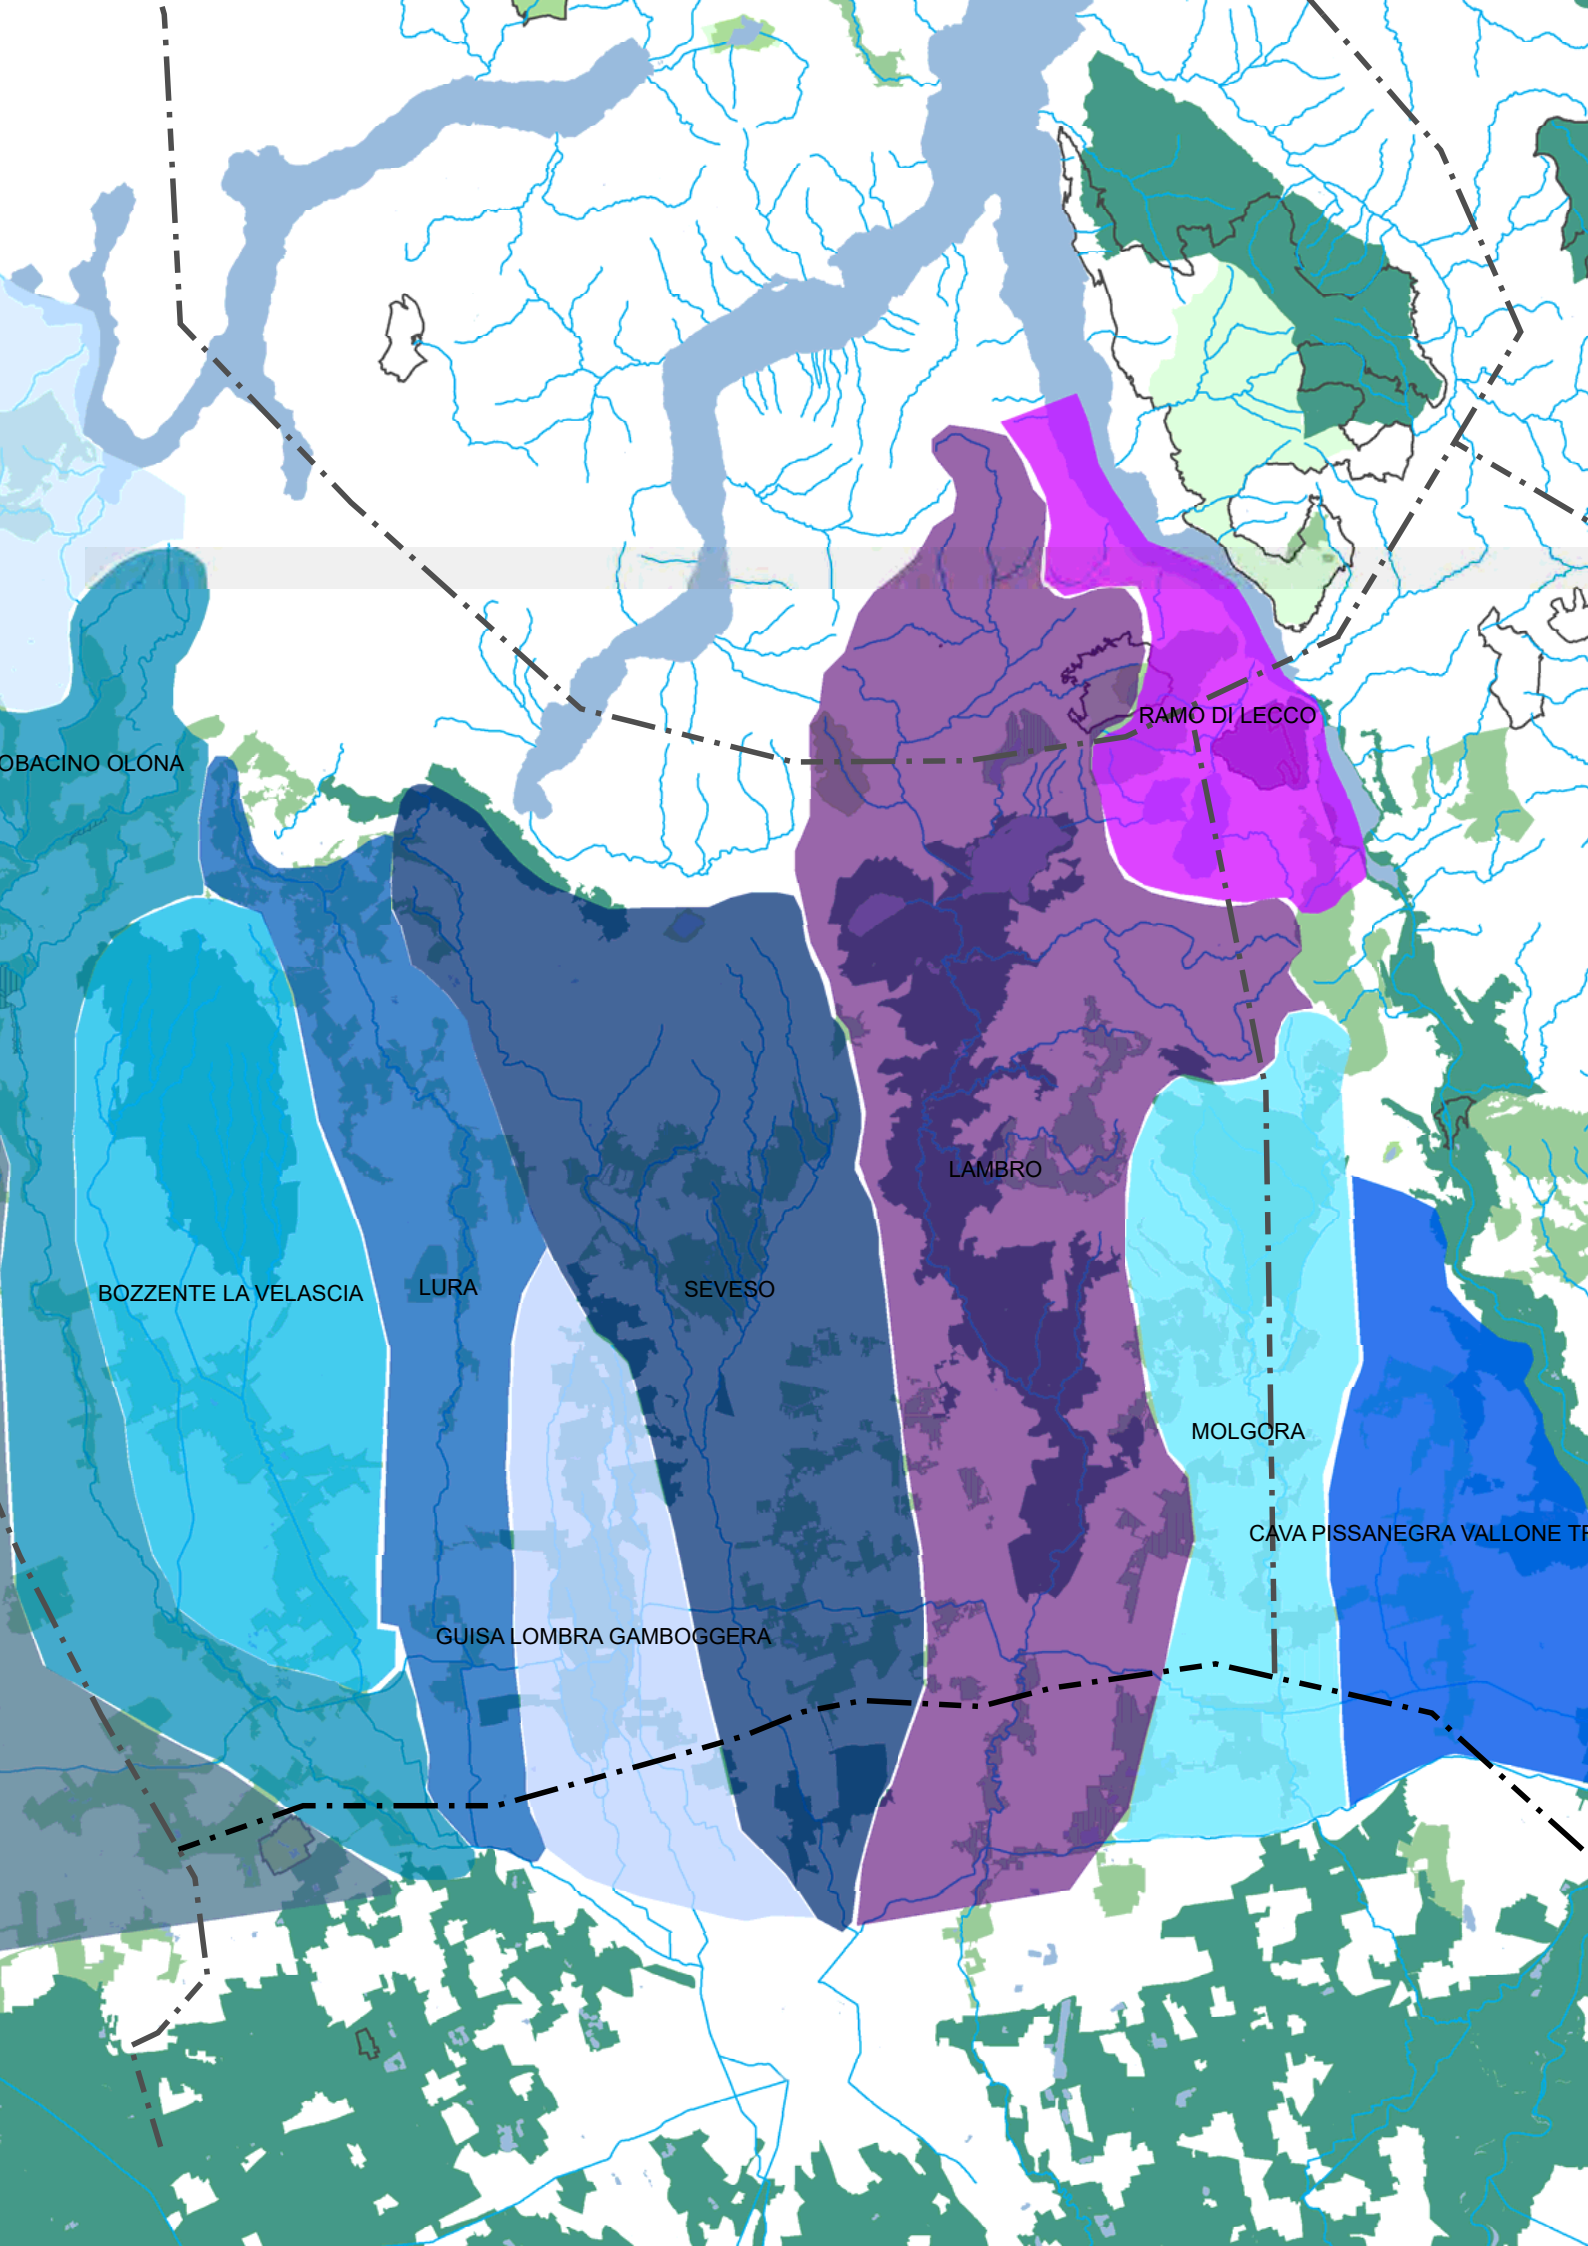 RAMO DI LECCO
OBACINO OLONA
LAMBRO
LURA
SEVESO
BOZZENTE LA VELASCIA
MOLGORA
CAVA PISSANEGRA VALLONE TR
GUISA LOMBRA GAMBOGGERA